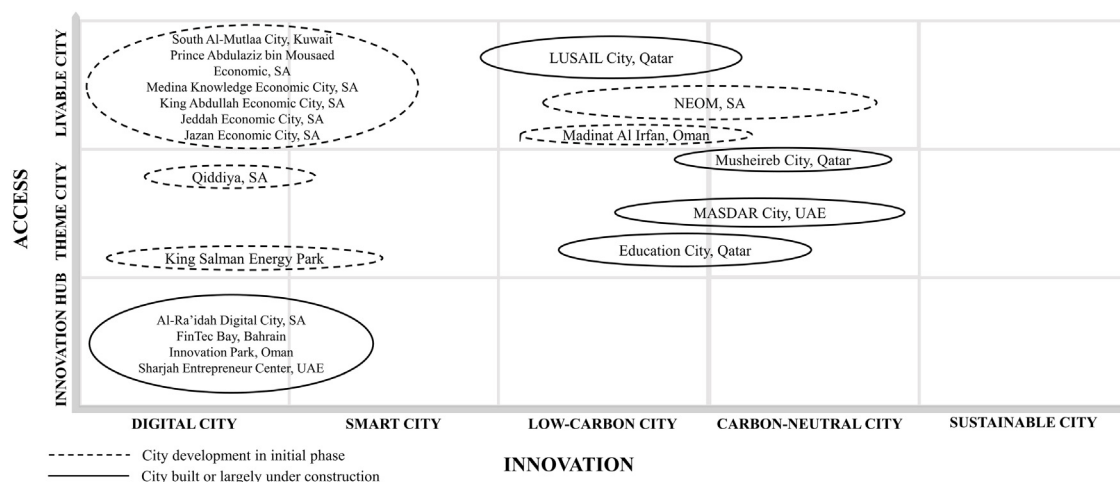 ACCESS
LIVABLE CITY
THEME CITY
INNOVATION HUB
South Al-Mutlaa City, Kuwait
Prince Abdulaziz bin Mousaed
Economic, SA
Medina Knowledge Economic City, SA
King Abdullah Economic City, SA
Jeddah Economic City, SA
Jazan Economic City, SA
LUSAIL City, Qatar
NEOM, SA
Madinat Al Irfan, Oman
Musheireb City, Qatar
Qiddiya, SA
MASDAR City, UAE
Education City, Qatar
King Salman Energy Park
Al-Ra'idah Digital City, SA
FinTec Bay, Bahrain
Innovation Park, Oman
Sharjah Entrepreneur Center, UAE
DIGITAL CITY
SMART CITY
LOW-CARBON CITY
CARBON-NEUTRAL CITY
SUSTAINABLE CITY
City development in initial phase
City built or largely under construction
INNOVATION